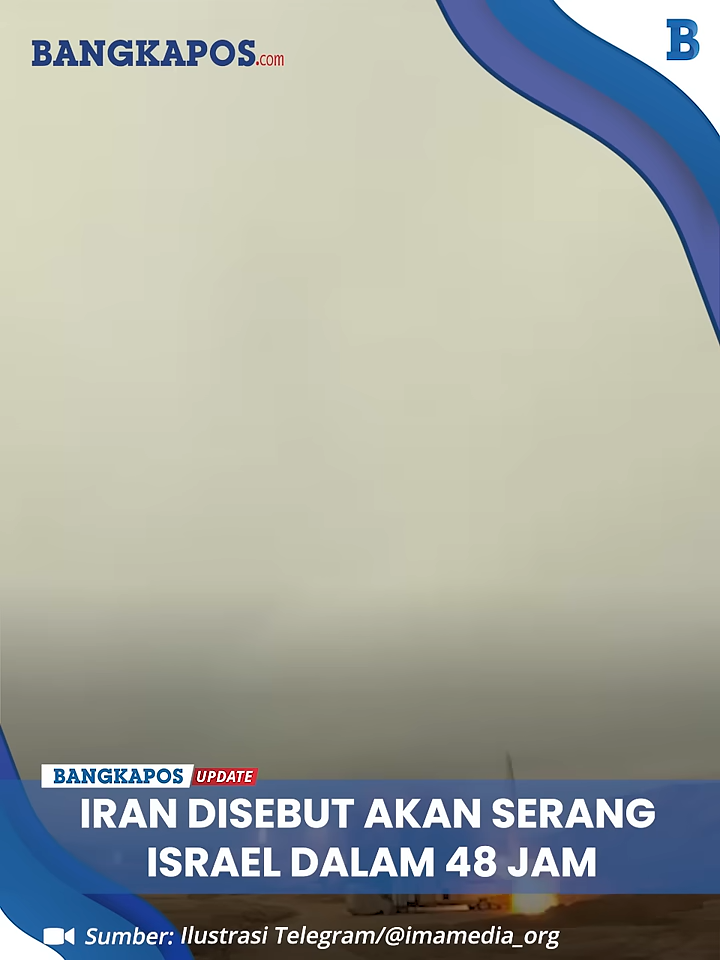 BANGKAPOS.com
B
BANGKAPOS UPDATE
IRAN DISEBUT AKAN SERANG
ISRAEL DALAM 48 JAM
Sumber: Ilustrasi Telegram/@imamedia_org